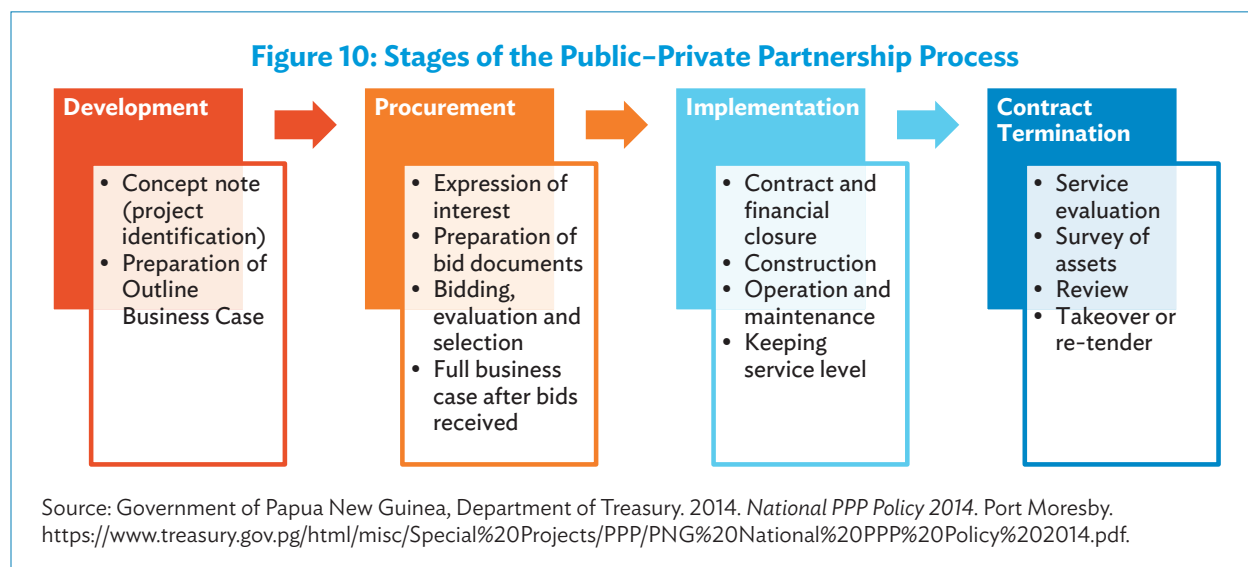 Figure 10: Stages of the Public–Private Partnership Process
Development
• Concept note
(project
identification)
• Preparation of
Outline
Business Case
Procurement
• Expression of
interest
• Preparation of
bid documents
• Bidding,
evaluation and
selection
• Full business
case after bids
received
Implementation
• Contract and
financial
closure
• Construction
• Operation and
maintenance
• Keeping
service level
Contract
Termination
• Service
evaluation
• Survey of
assets
• Review
• Takeover or
re-tender
Source: Government of Papua New Guinea, Department of Treasury. 2014. National PPP Policy 2014. Port Moresby.
https://www.treasury.gov.pg/html/misc/Special%20Projects/PPP/PNG%20National%20PPP%20Policy%202014.pdf.